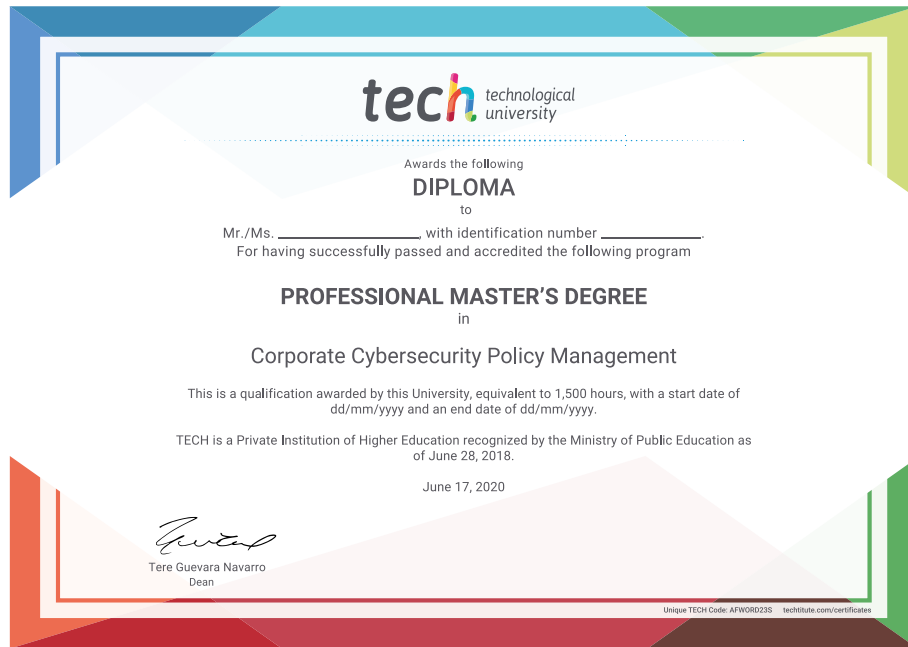 tech technological
university
Awards the following
DIPLOMA
to
Mr./Ms. ____________________, with identification number ______________.
For having successfully passed and accredited the following program
PROFESSIONAL MASTER'S DEGREE
in
Corporate Cybersecurity Policy Management
This is a qualification awarded by this University, equivalent to 1,500 hours, with a start date of
dd/mm/yyyy and an end date of dd/mm/yyyy.
TECH is a Private Institution of Higher Education recognized by the Ministry of Public Education as
of June 28, 2018.
June 17, 2020
Tere Guevara Navarro
Dean
Unique TECH Code: AFWORD23S techtitute.com/certificates